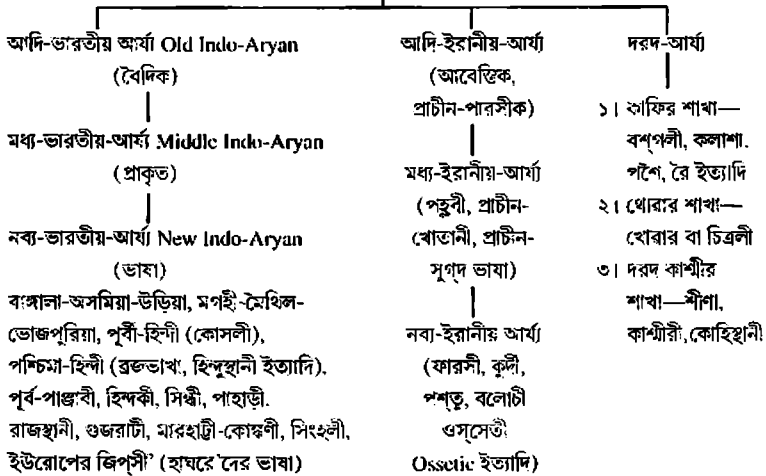 আদি-ভারতীয় আর্য্য Old Indo-Aryan
(বৈদিক)
মধ্য-ভারতীয়-আর্য্য Middle Indo-Aryan
(প্রাকৃত)
নব্য-ভারতীয়-আর্য্য New Indo-Aryan
(ভাষা)
বাঙ্গালা-অসমিয়া-উড়িয়া, মগহী-মৈথিল-
ভোজপুরিয়া, পূর্বী-হিন্দী (কোসলী),
পশ্চিমা-হিন্দী (ব্রজভাখা, হিন্দুস্থানী ইত্যাদি),
পূর্ব-পাঞ্জাবী, হিন্দকী, সিন্ধী, পাহাড়ী,
রাজস্থানী, গুজরাটী, মারহাট্টী-কোঙ্কণী, সিংহলী,
ইউরোপের জিপ্‌সী' (হাঘরে'দের ভাষা)
আদি-ইরানীয়-আর্য্য
(আবেস্তিক,
প্রাচীন-পারসীক)
মধ্য-ইরানীয়-আর্য্য
(পহ্লবী, প্রাচীন-
খোতানী, প্রাচীন-
সুগ্‌দ ভাষা)
নব্য-ইরানীয় আর্য্য
(ফারসী, কুর্দী,
পশ্‌তু, বলোচী
ওস্‌সেতী
Ossetic ইত্যাদি)
দরদ-আর্য্য
১। কাফির শাখা—
বশ্‌গলী, কলাশা,
পশৈ, রৈ ইত্যাদি
২। খোৱার শাখা—
খোৱার বা চিত্রলী
৩। দরদ কাশ্মীর
শাখা—শীণা,
কাশ্মীরী, কোহিস্থানী